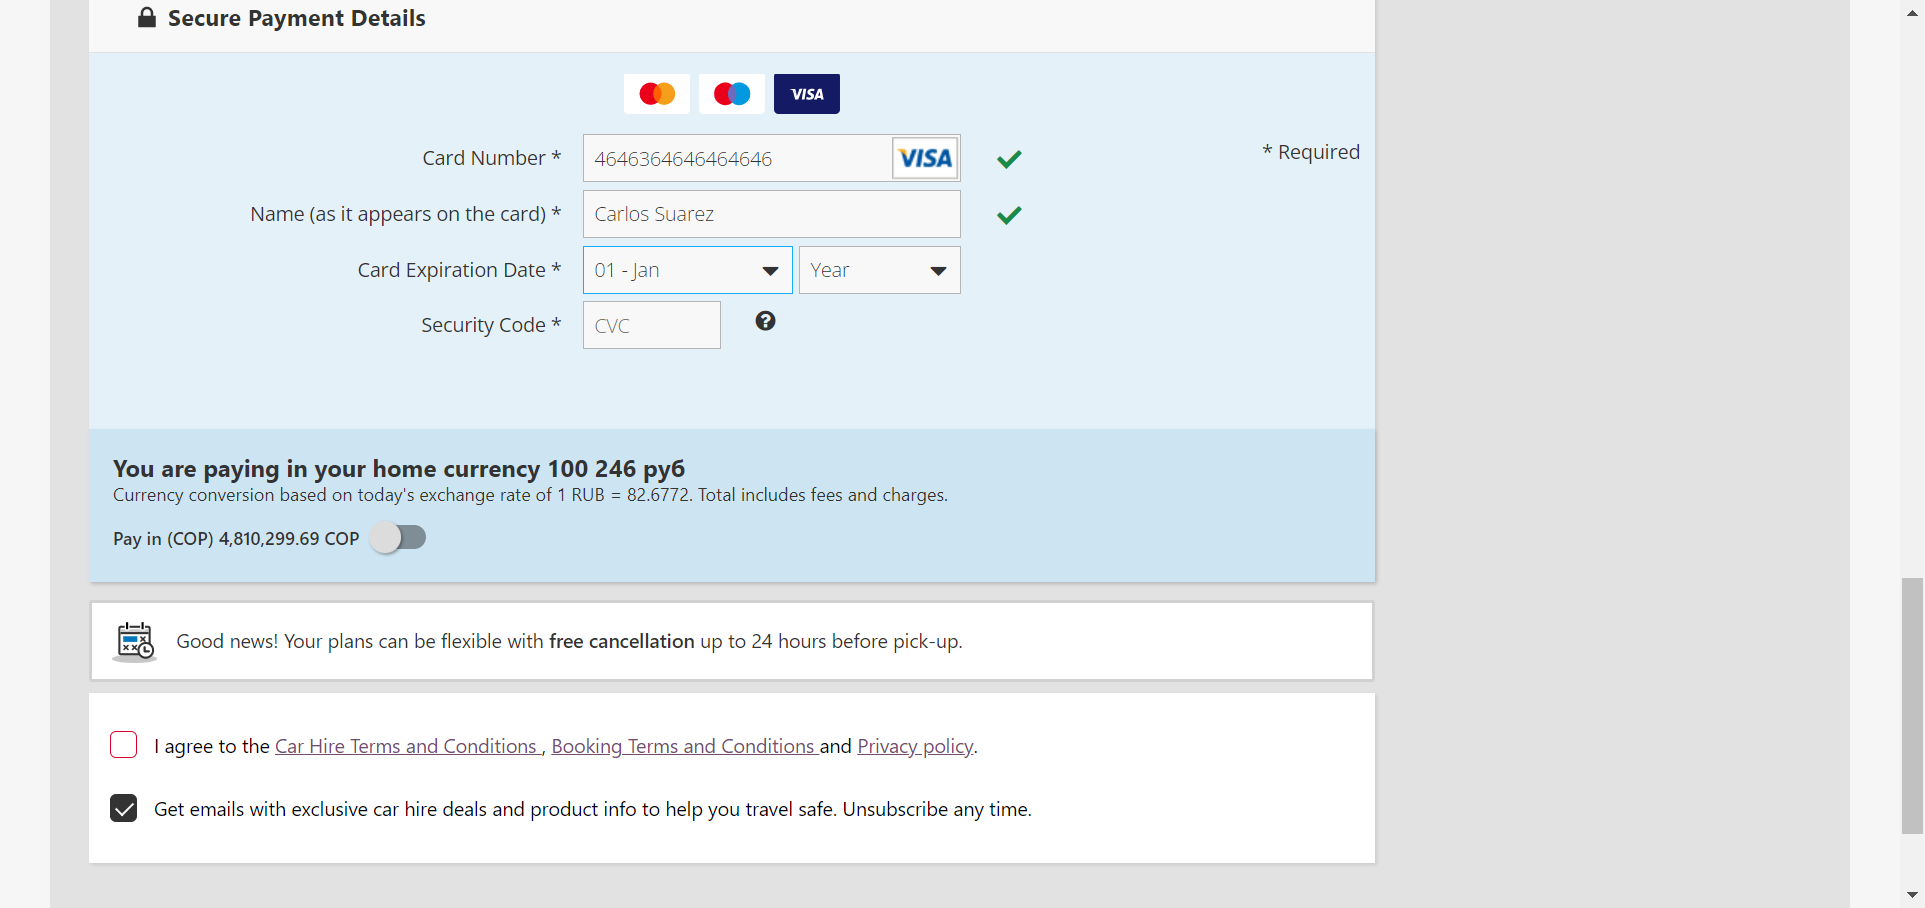 Secure Payment Details
VISA
Card Number *
4646364646464646
VISA
* Required
Name (as it appears on the card) *
Carlos Suarez
Card Expiration Date *
01 - Jan
Year
Security Code *
CVC
?
You are paying in your home currency 100 246 руб
Currency conversion based on today's exchange rate of 1 RUB = 82.6772. Total includes fees and charges.
Pay in (COP) 4,810,299.69 COP
Good news! Your plans can be flexible with free cancellation up to 24 hours before pick-up.
I agree to the Car Hire Terms and Conditions , Booking Terms and Conditions and Privacy policy.
Get emails with exclusive car hire deals and product info to help you travel safe. Unsubscribe any time.